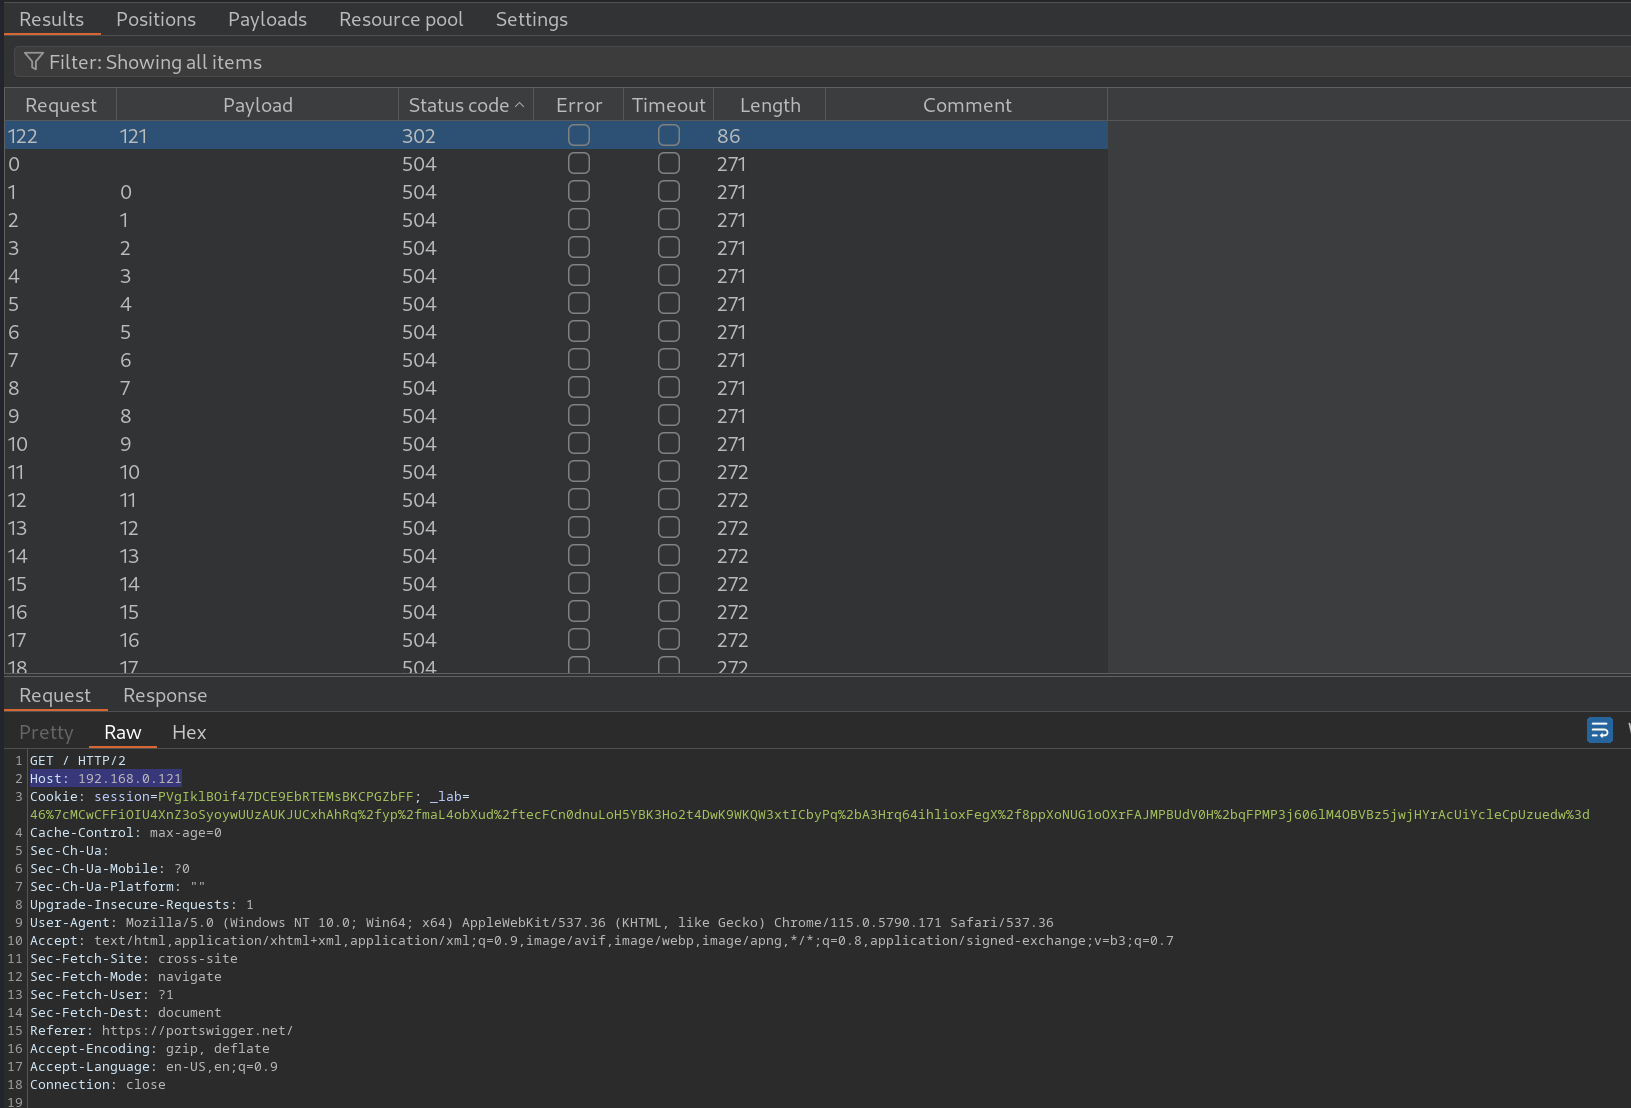 Results Positions Payloads Resource pool Settings
Filter: Showing all items
Request Payload Status code Error Timeout Length Comment
122 121 302 86
0 504 271
1 0 504 271
2 1 504 271
3 2 504 271
4 3 504 271
5 4 504 271
6 5 504 271
7 6 504 271
8 7 504 271
9 8 504 271
10 9 504 271
11 10 504 272
12 11 504 272
13 12 504 272
14 13 504 272
15 14 504 272
16 15 504 272
17 16 504 272
18 17 504 272
Request Response
Pretty Raw Hex
1 GET / HTTP/2
2 Host: 192.168.0.121
3 Cookie: session=PVgIklBOif47DCE9EbRTEMsBKCPGZbFF; _lab=
46%7cMCwCFFiOIU4XnZ3oSyoywUUzAUKJUCxhAhRq%2fyp%2fmaL4obXud%2ftecFCn0dnuLoH5YBK3Ho2t4DwK9WKQW3xtICbyPq%2bA3Hrq64ihlioxFegX%2f8ppXoNUG1oOXrFAJMPBUdV0H%2bqFPMP3j606lM4OBVBz5jwjHYrAcUiYcleCpUzuedw%3d
4 Cache-Control: max-age=0
5 Sec-Ch-Ua:
6 Sec-Ch-Ua-Mobile: ?0
7 Sec-Ch-Ua-Platform: ""
8 Upgrade-Insecure-Requests: 1
9 User-Agent: Mozilla/5.0 (Windows NT 10.0; Win64; x64) AppleWebKit/537.36 (KHTML, like Gecko) Chrome/115.0.5790.171 Safari/537.36
10 Accept: text/html,application/xhtml+xml,application/xml;q=0.9,image/avif,image/webp,image/apng,*/*;q=0.8,application/signed-exchange;v=b3;q=0.7
11 Sec-Fetch-Site: cross-site
12 Sec-Fetch-Mode: navigate
13 Sec-Fetch-User: ?1
14 Sec-Fetch-Dest: document
15 Referer: https://portswigger.net/
16 Accept-Encoding: gzip, deflate
17 Accept-Language: en-US,en;q=0.9
18 Connection: close
19